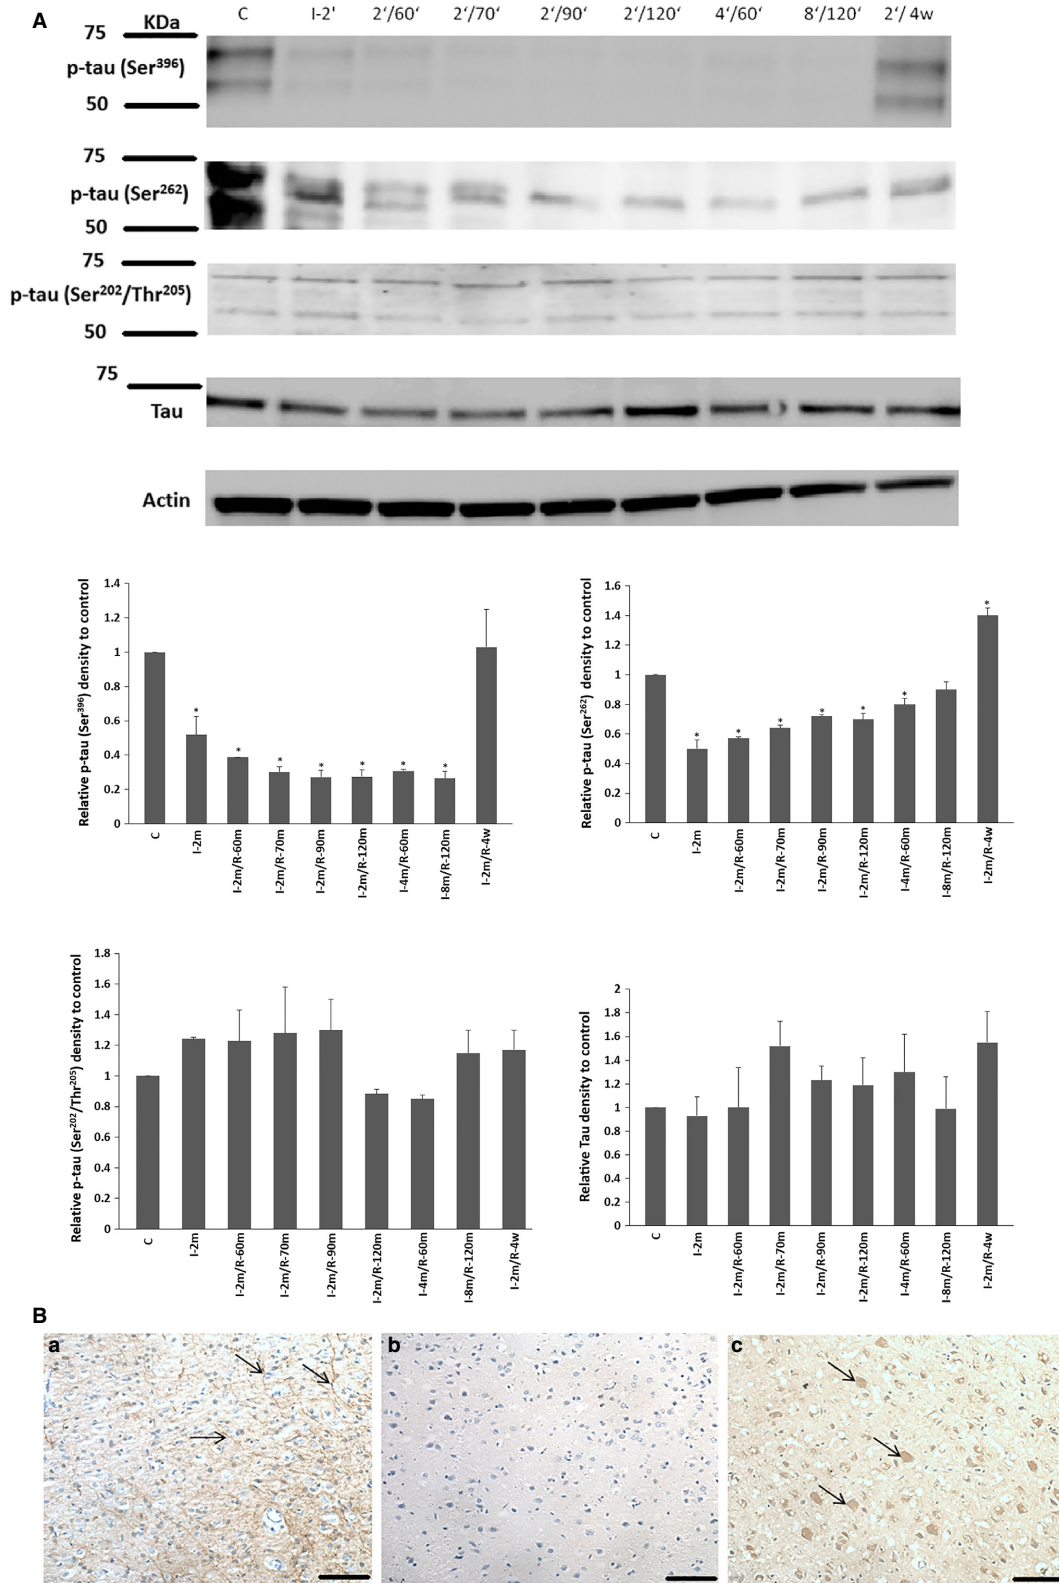 A
KDa
C I-2' 2'/60' 2'/70' 2'/90' 2'/120' 4'/60' 8'/120' 2'/ 4w
75
p-tau (Ser396)
50
75
p-tau (Ser262)
50
75
p-tau (Ser202/Thr205)
50
75
Tau
Actin
Relative p-tau (Ser396) density to control
1.4
1.2
1
0.8
0.6
0.4
0.2
0
* * * * * * *
C I-2m I-2m/R-60m I-2m/R-70m I-2m/R-90m I-2m/R-120m I-4m/R-60m I-8m/R-120m I-2m/R-4w
Relative p-tau (Ser262) density to control
1.6
1.4
1.2
1
0.8
0.6
0.4
0.2
0
* * * * * * *
C I-2m I-2m/R-60m I-2m/R-70m I-2m/R-90m I-2m/R-120m I-4m/R-60m I-8m/R-120m I-2m/R-4w
Relative p-tau (Ser202/Thr205) density to control
1.8
1.6
1.4
1.2
1
0.8
0.6
0.4
0.2
0
C I-2m I-2m/R-60m I-2m/R-70m I-2m/R-90m I-2m/R-120m I-4m/R-60m I-8m/R-120m I-2m/R-4w
Relative Tau density to control
2
1.8
1.6
1.4
1.2
1
0.8
0.6
0.4
0.2
0
C I-2m I-2m/R-60m I-2m/R-70m I-2m/R-90m I-2m/R-120m I-4m/R-60m I-8m/R-120m I-2m/R-4w
B
a b c